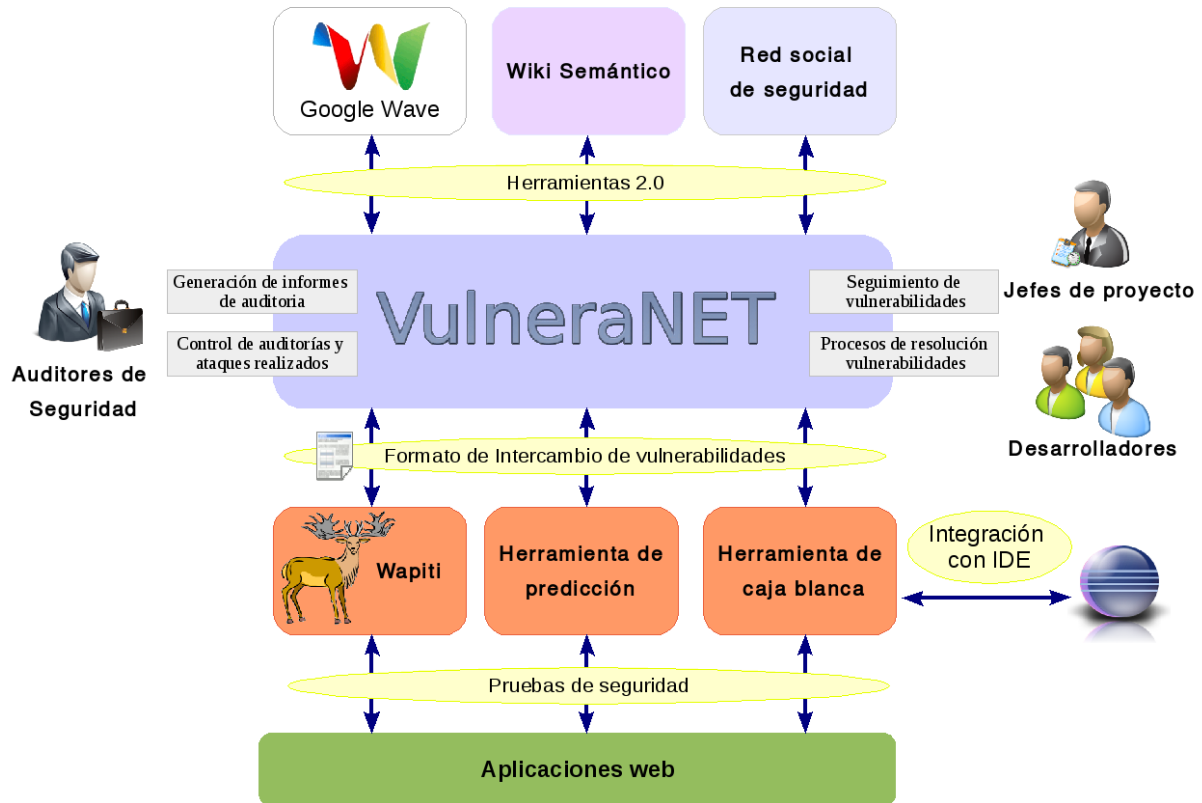 Google Wave
Wiki Semántico
Red social
de seguridad
Herramientas 2.0
Generación de informes
de auditoria
Control de auditorías y
ataques realizados
VulneraNET
Seguimiento de
vulnerabilidades
Procesos de resolución
vulnerabilidades
Auditores de
Seguridad
Jefes de proyecto
Desarrolladores
Formato de Intercambio de vulnerabilidades
Wapiti
Herramienta de
predicción
Herramienta de
caja blanca
Integración
con IDE
Pruebas de seguridad
Aplicaciones web